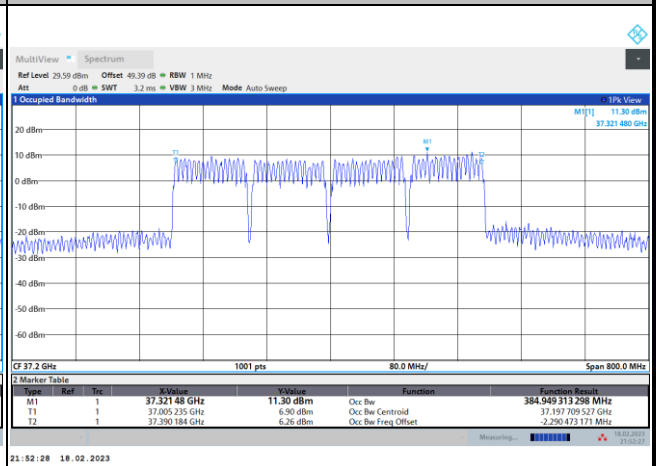 MultiView Spectrum
Ref Level 29.59 dBm Offset 49.39 dB RBW 1 MHz
Att 0 dB SWT 3.2 ms VBW 3 MHz Mode Auto Sweep
1 Occupied Bandwidth 1Pk View
M1[1] 11.30 dBm
37.321 480 GHz
20 dBm
M1
T1
10 dBm
0 dBm
-10 dBm
-20 dBm
-30 dBm
-40 dBm
-50 dBm
-60 dBm
CF 37.2 GHz 1001 pts 80.0 MHz/ Span 800.0 MHz
2 Marker Table
Type Ref Trc X-Value Y-Value Function Function Result
M1 1 37.321 48 GHz 11.30 dBm Occ Bw 384.949 313 298 MHz
T1 1 37.005 235 GHz 6.90 dBm Occ Bw Centroid 37.197 709 527 GHz
T2 1 37.390 184 GHz 6.26 dBm Occ Bw Freq Offset -2.290 473 171 MHz
Measuring... 18.02.2023
21:52:27
21:52:28 18.02.2023